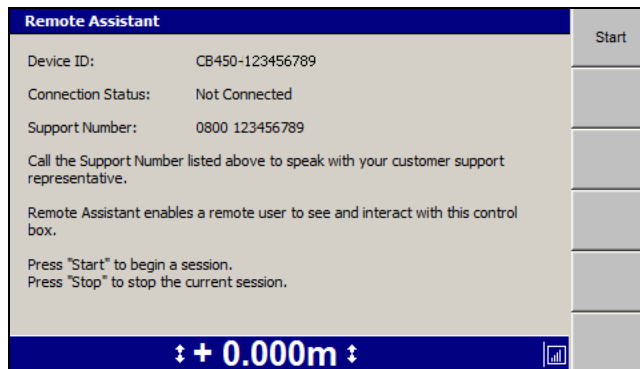 Remote Assistant
Start
Device ID: CB450-123456789
Connection Status: Not Connected
Support Number: 0800 123456789
Call the Support Number listed above to speak with your customer support
representative.
Remote Assistant enables a remote user to see and interact with this control
box.
Press "Start" to begin a session.
Press "Stop" to stop the current session.
+ 0.000m